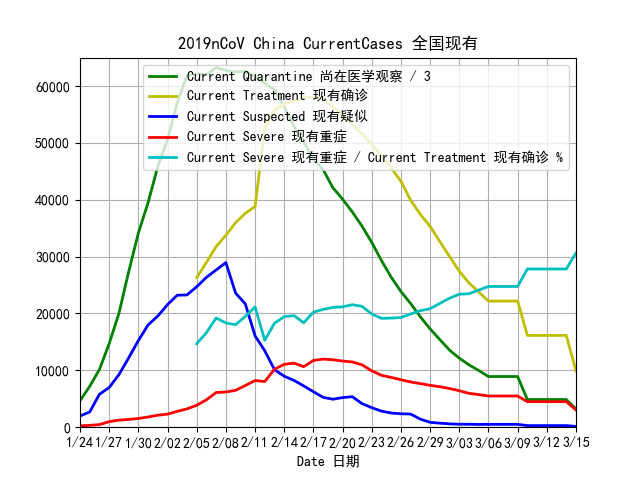 2019nCoV China CurrentCases 全国现有
Current Quarantine 尚在医学观察 / 3
Current Treatment 现有确诊
Current Suspected 现有疑似
Current Severe 现有重症
Current Severe 现有重症 / Current Treatment 现有确诊 %
60000
50000
40000
30000
20000
10000
0
1/24 1/27 1/30 2/02 2/05 2/08 2/11 2/14 2/17 2/20 2/23 2/26 2/29 3/03 3/06 3/09 3/12 3/15
Date 日期